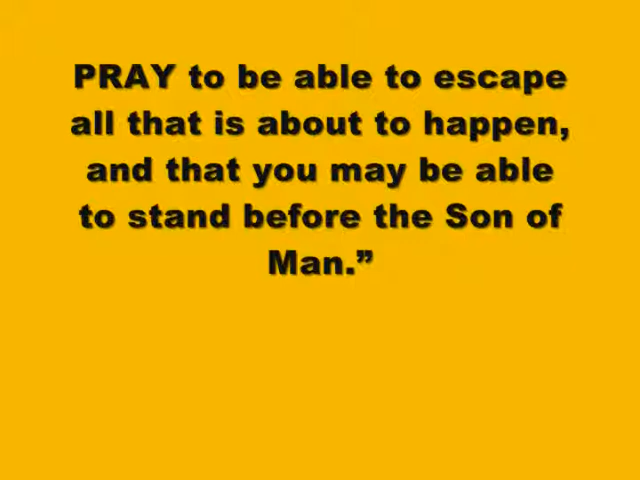 PRAY to be able to escape
all that is about to happen,
and that you may be able
to stand before the Son of
Man.”